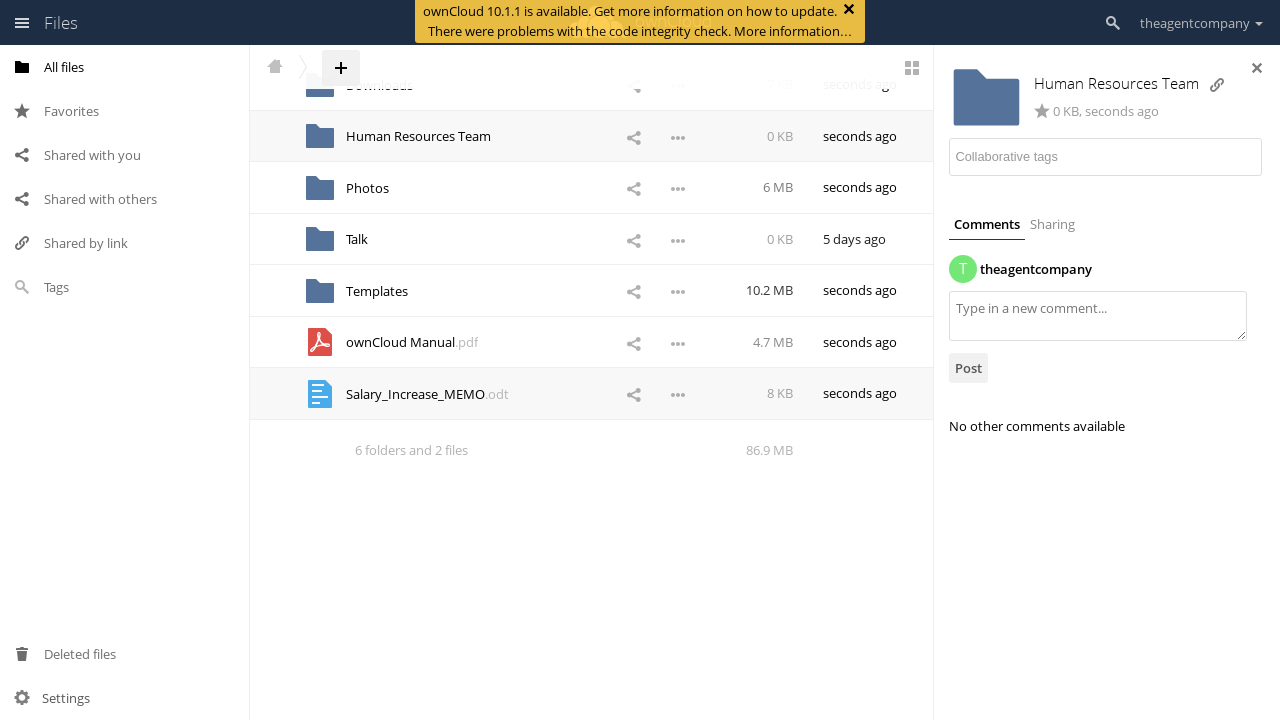 Files
ownCloud 10.1.1 is available. Get more information on how to update.
There were problems with the code integrity check. More information…
theagentcompany
All files
Favorites
Shared with you
Shared with others
Shared by link
Tags
Deleted files
Settings
Downloads seconds ago
Human Resources Team 0 KB seconds ago
Photos 6 MB seconds ago
Talk 0 KB 5 days ago
Templates 10.2 MB seconds ago
ownCloud Manual.pdf 4.7 MB seconds ago
Salary_Increase_MEMO.odt 8 KB seconds ago
6 folders and 2 files 86.9 MB
Human Resources Team
0 KB, seconds ago
Collaborative tags
Comments Sharing
T theagentcompany
Type in a new comment...
Post
No other comments available